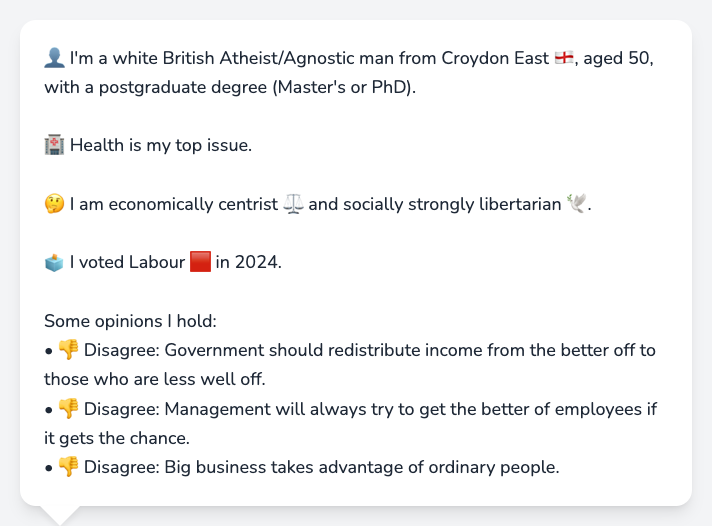 👤 I'm a white British Atheist/Agnostic man from Croydon East 🏴󠁧󠁢󠁥󠁮󠁧󠁿, aged 50,
with a postgraduate degree (Master's or PhD).
🏥 Health is my top issue.
🤔 I am economically centrist ⚖️ and socially strongly libertarian 🕊️.
🗳️ I voted Labour 🟥 in 2024.
Some opinions I hold:
• 👎 Disagree: Government should redistribute income from the better off to
those who are less well off.
• 👎 Disagree: Management will always try to get the better of employees if
it gets the chance.
• 👎 Disagree: Big business takes advantage of ordinary people.